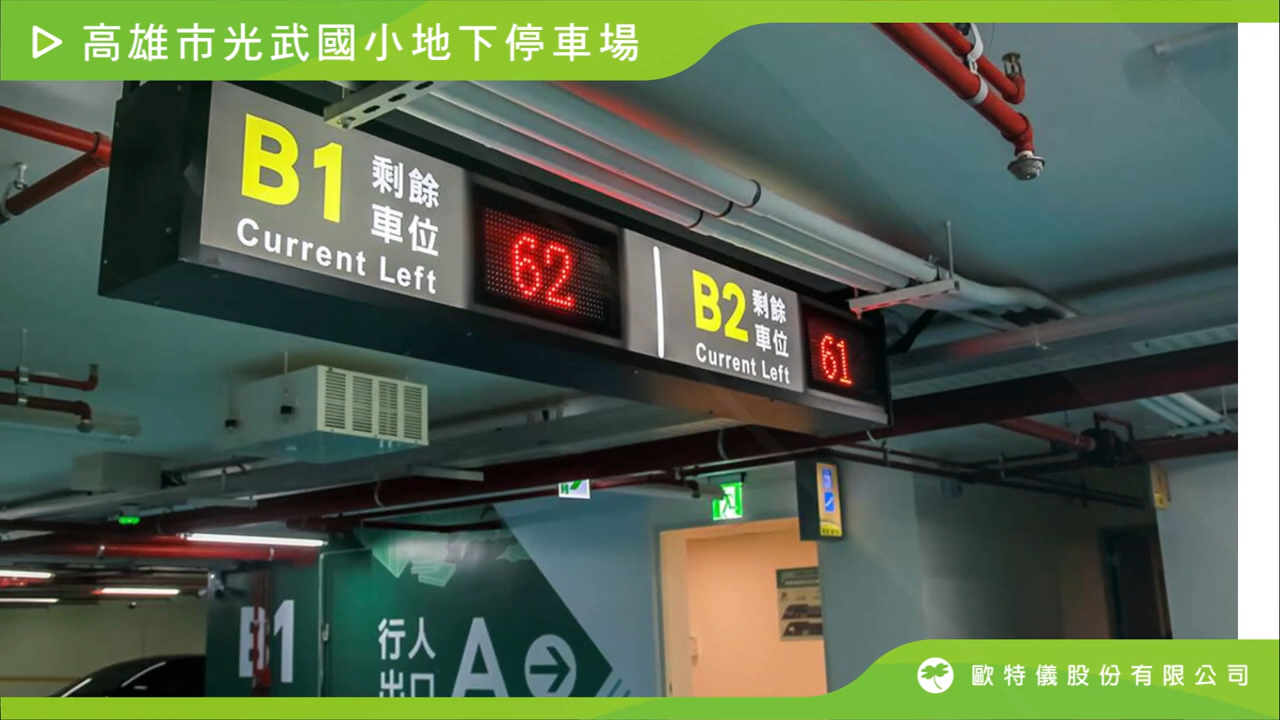 高雄市光武國小地下停車場
B1 剩餘
車位
Current Left
62
B2 剩餘
車位
Current Left
61
B1
行人
出口
A
歐特儀股份有限公司